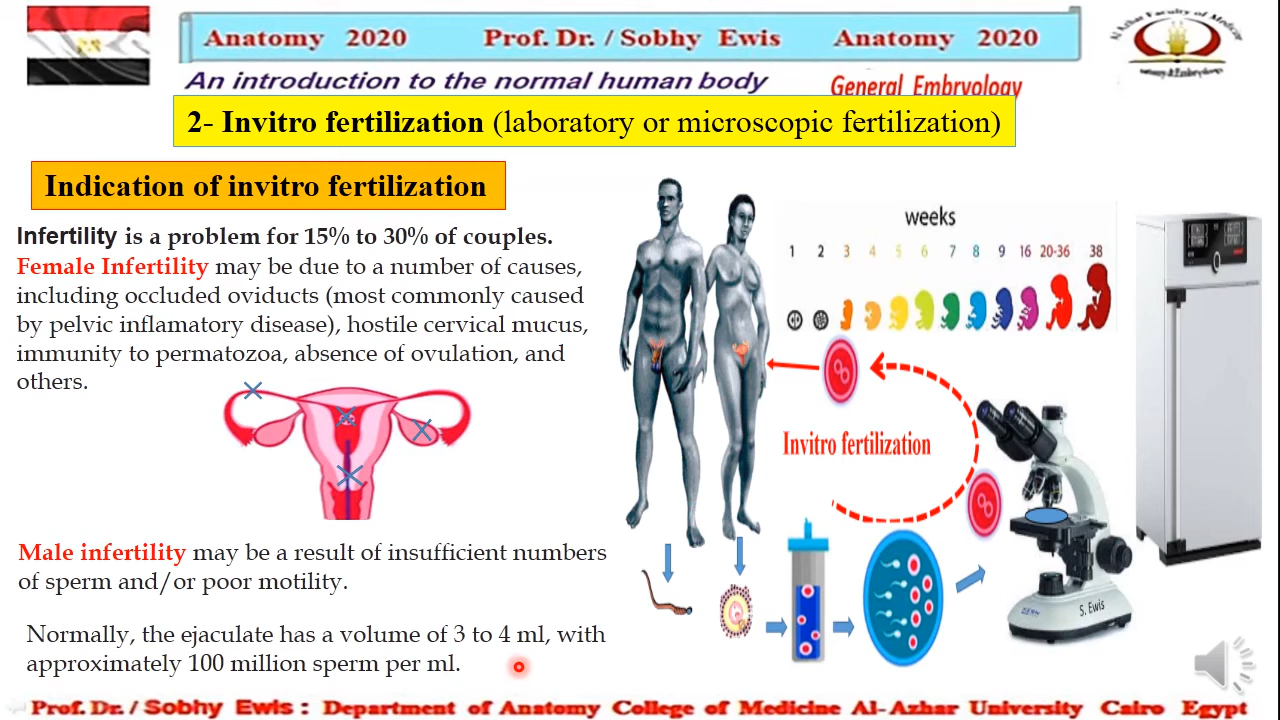 Anatomy 2020 Prof. Dr. / Sobhy Ewis Anatomy 2020
Al Azhar Faculty of Medicine
An introduction to the normal human body
General Embryology
2- Invitro fertilization (laboratory or microscopic fertilization)
Indication of invitro fertilization
Infertility is a problem for 15% to 30% of couples.
Female Infertility may be due to a number of causes,
including occluded oviducts (most commonly caused
by pelvic inflamatory disease), hostile cervical mucus,
immunity to permatozoa, absence of ovulation, and
others.
weeks
1 2 3 4 5 6 7 8 9 16 20-36 38
Invitro fertilization
S. Ewis
Male infertility may be a result of insufficient numbers
of sperm and/or poor motility.
Normally, the ejaculate has a volume of 3 to 4 ml, with
approximately 100 million sperm per ml.
Prof. Dr. / Sobhy Ewis : Department of Anatomy College of Medicine Al-Azhar University Cairo Egypt